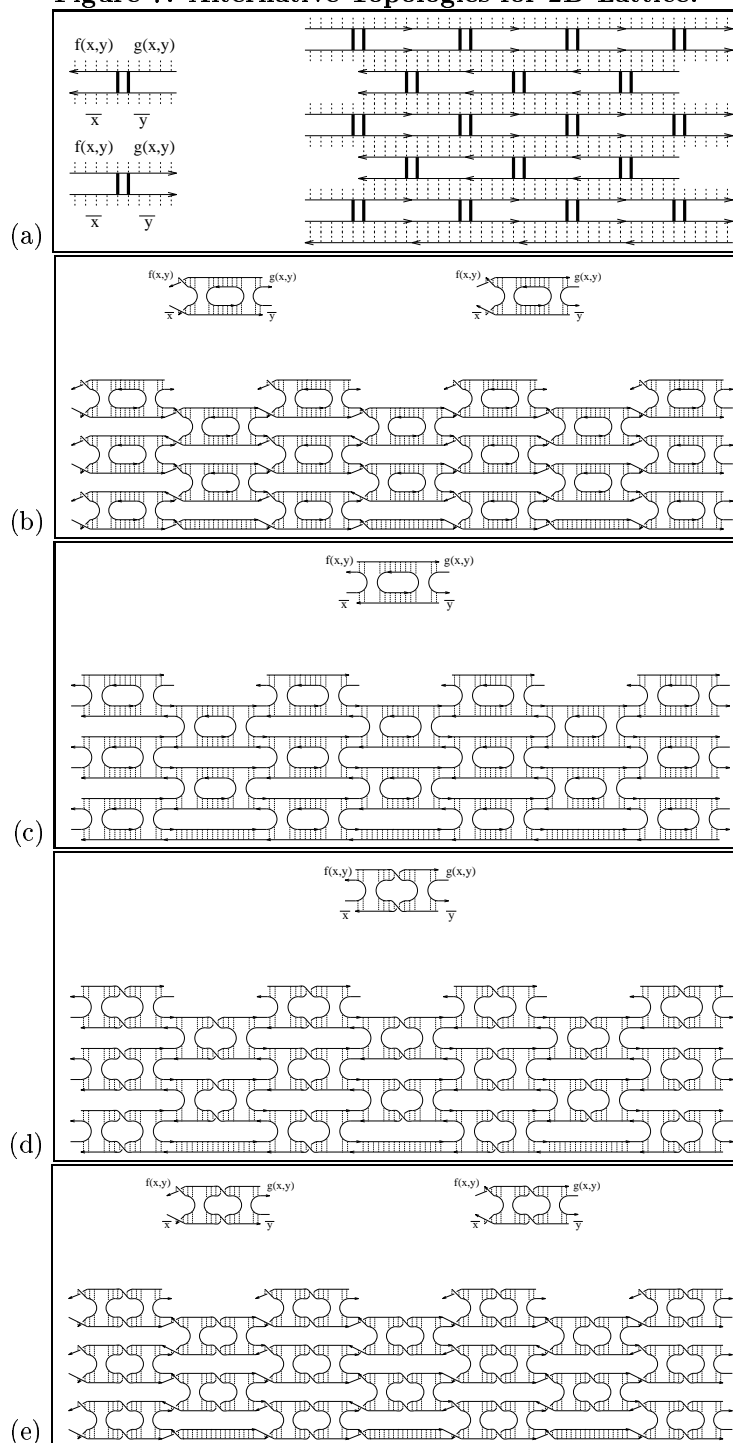 Figure 7: Alternative Topologies for 2D Lattice.
f(x,y) g(x,y)
x y
f(x,y) g(x,y)
x y
(a)
f(x,y) g(x,y) f(x,y) g(x,y)
x y x y
(b)
f(x,y) g(x,y)
x y
(c)
f(x,y) g(x,y)
x y
(d)
f(x,y) g(x,y) f(x,y) g(x,y)
x y x y
(e)